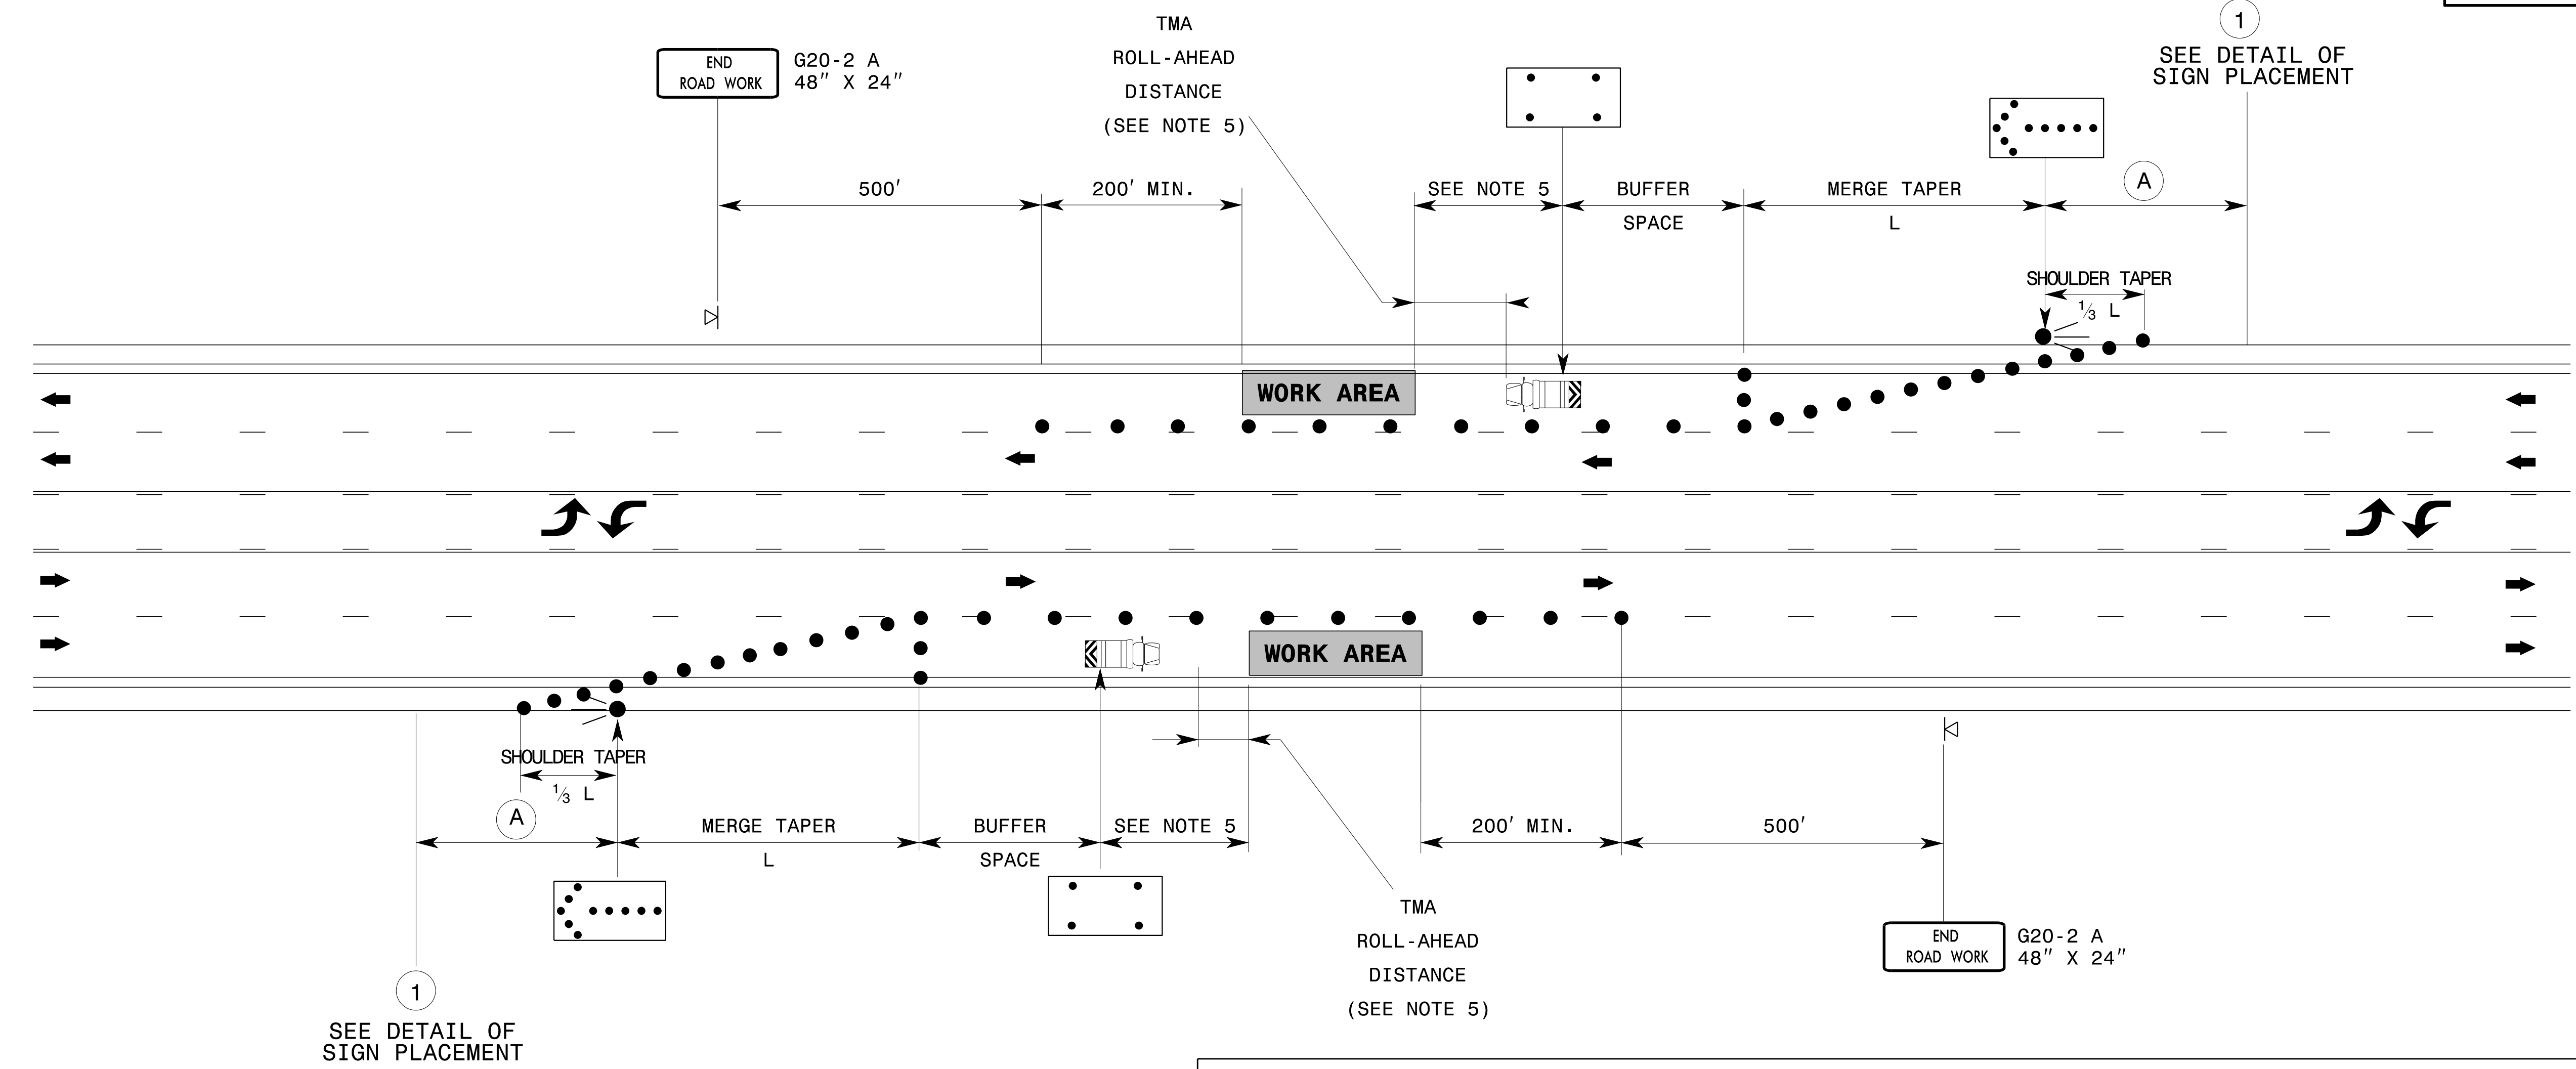 TMA
ROLL-AHEAD
DISTANCE
(SEE NOTE 5)
END
ROAD WORK
G20-2 A
48" X 24"
1
SEE DETAIL OF
SIGN PLACEMENT
500'
200' MIN.
SEE NOTE 5
BUFFER
SPACE
MERGE TAPER
L
A
SHOULDER TAPER
1/3 L
WORK AREA
WORK AREA
SHOULDER TAPER
1/3 L
A
MERGE TAPER
L
BUFFER
SPACE
SEE NOTE 5
200' MIN.
500'
TMA
ROLL-AHEAD
DISTANCE
(SEE NOTE 5)
END
ROAD WORK
G20-2 A
48" X 24"
1
SEE DETAIL OF
SIGN PLACEMENT